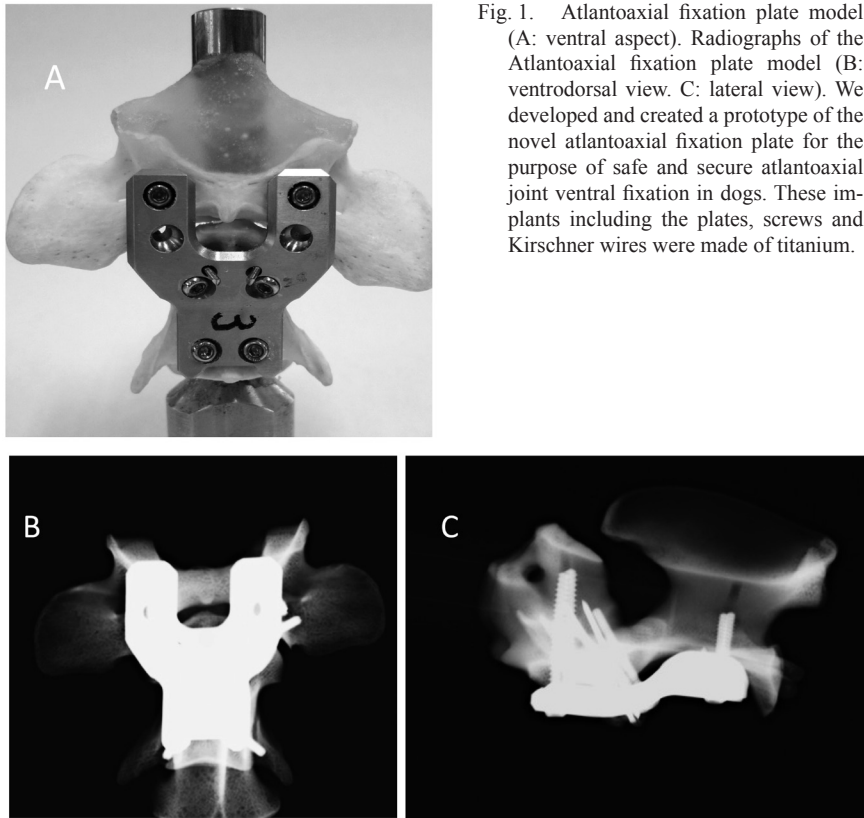 A
Fig. 1. Atlantoaxial fixation plate model
(A: ventral aspect). Radiographs of the
Atlantoaxial fixation plate model (B:
ventrodorsal view. C: lateral view). We
developed and created a prototype of the
novel atlantoaxial fixation plate for the
purpose of safe and secure atlantoaxial
joint ventral fixation in dogs. These im-
plants including the plates, screws and
Kirschner wires were made of titanium.
3
B
C